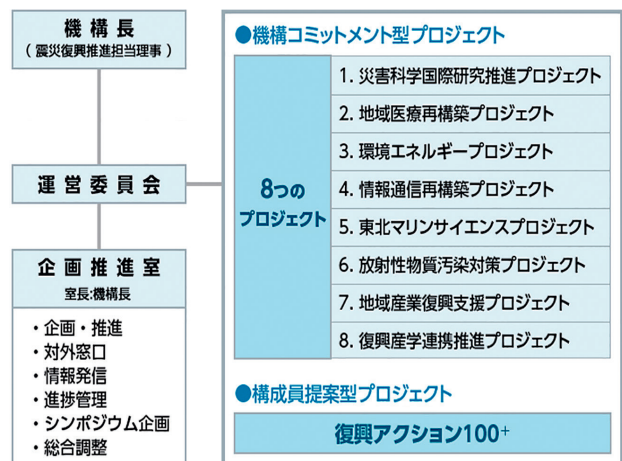 機構長
（震災復興推進担当理事）
運営委員会
企画推進室
室長:機構長
・企画・推進
・対外窓口
・情報発信
・進捗管理
・シンポジウム企画
・総合調整
●機構コミットメント型プロジェクト
8つの
プロジェクト
1. 災害科学国際研究推進プロジェクト
2. 地域医療再構築プロジェクト
3. 環境エネルギープロジェクト
4. 情報通信再構築プロジェクト
5. 東北マリンサイエンスプロジェクト
6. 放射性物質汚染対策プロジェクト
7. 地域産業復興支援プロジェクト
8. 復興産学連携推進プロジェクト
●構成員提案型プロジェクト
復興アクション100⁺